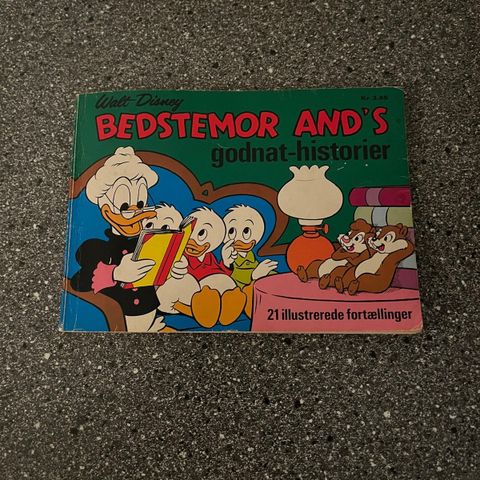 Walt Disney
BEDSTEMOR AND'S
godnat-historier
21 illustrerede fortællinger